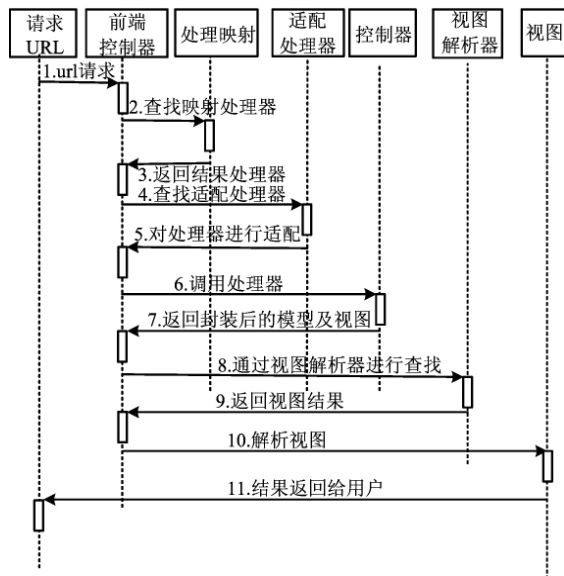 请求
URL
前端
控制器
处理映射
适配
处理器
控制器
视图
解析器
视图
1.url请求
2.查找映射处理器
3.返回结果处理器
4.查找适配处理器
5.对处理器进行适配
6.调用处理器
7.返回封装后的模型及视图
8.通过视图解析器进行查找
9.返回视图结果
10.解析视图
11.结果返回给用户